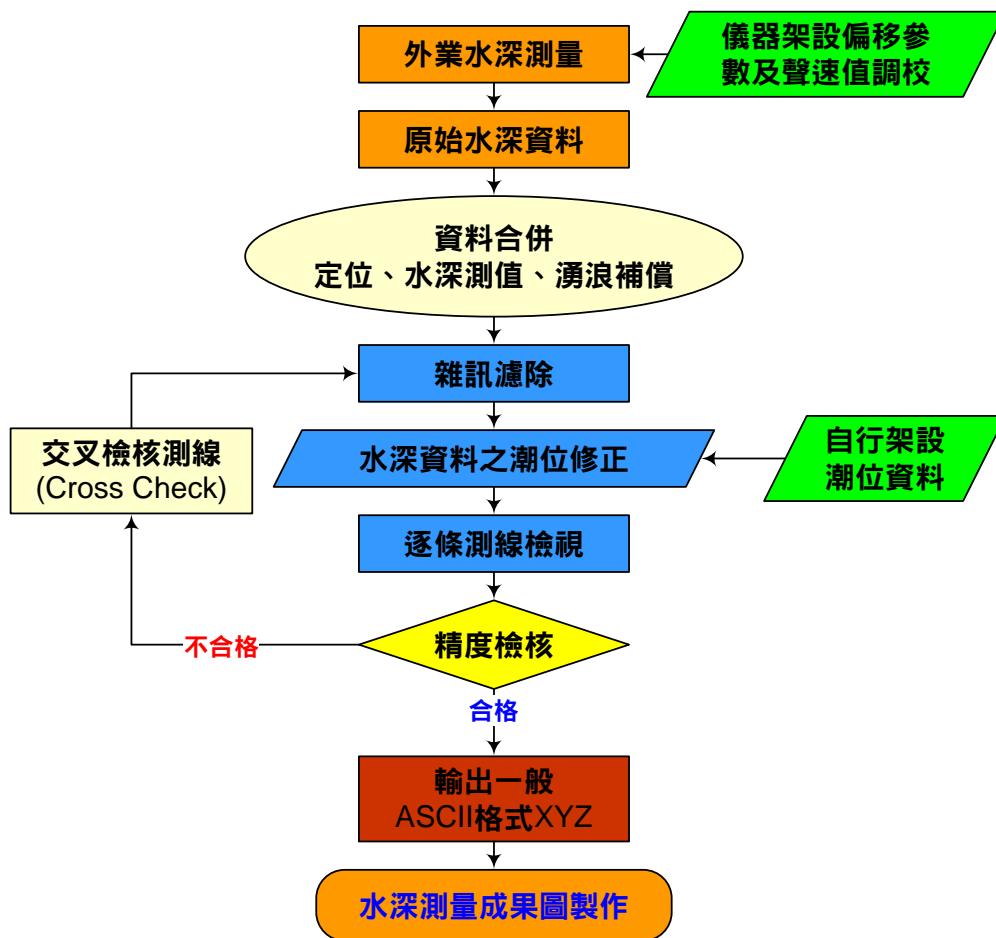 外業水深測量
儀器架設偏移參
數及聲速值調校
原始水深資料
資料合併
定位、水深測值、湧浪補償
雜訊濾除
交叉檢核測線
(Cross Check)
水深資料之潮位修正
自行架設
潮位資料
逐條測線檢視
精度檢核
不合格
合格
輸出一般
ASCII格式XYZ
水深測量成果圖製作